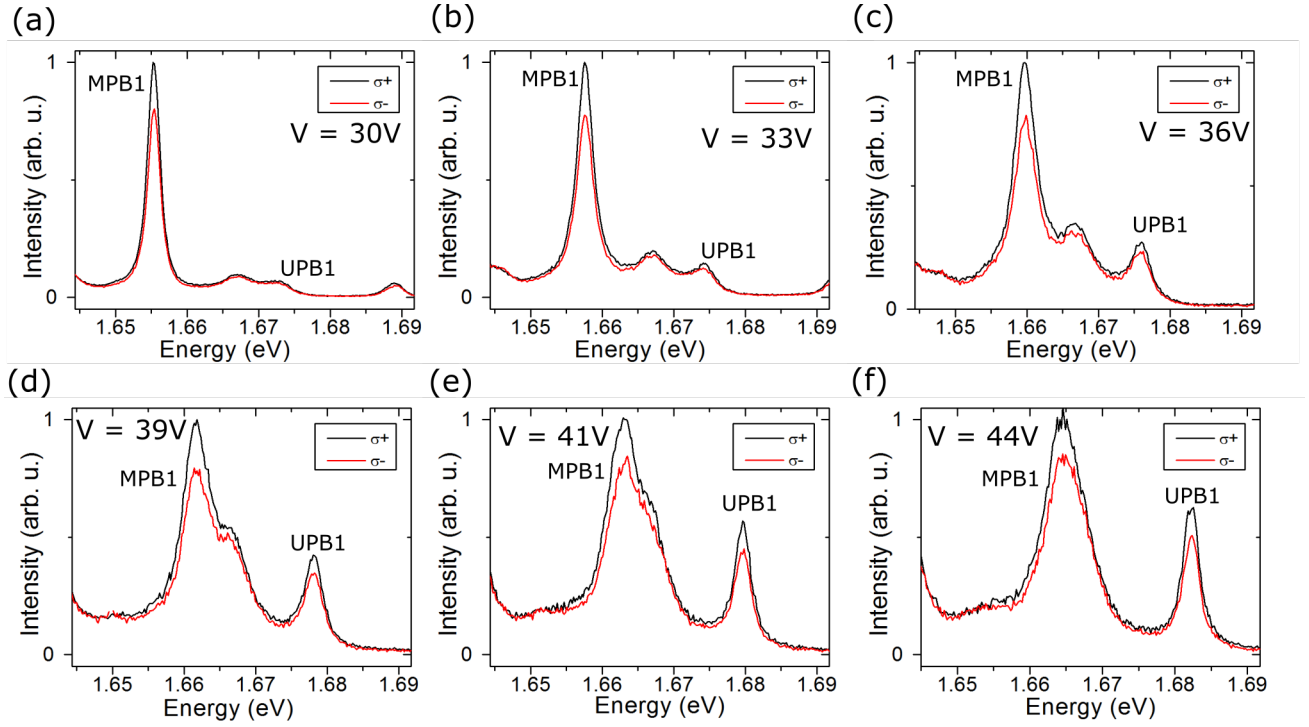 (a)
(b)
(c)
1
MPB1
σ+
σ-
V = 30V
UPB1
0
Intensity (arb. u.)
1.65 1.66 1.67 1.68 1.69
Energy (eV)
1
MPB1
σ+
σ-
V = 33V
UPB1
0
Intensity (arb. u.)
1.65 1.66 1.67 1.68 1.69
Energy (eV)
1
MPB1
σ+
σ-
V = 36V
UPB1
0
Intensity (arb. u.)
1.65 1.66 1.67 1.68 1.69
Energy (eV)
(d)
(e)
(f)
1
V = 39V
σ+
σ-
MPB1
UPB1
0
Intensity (arb. u.)
1.65 1.66 1.67 1.68 1.69
Energy (eV)
1
V = 41V
σ+
σ-
MPB1
UPB1
0
Intensity (arb. u.)
1.65 1.66 1.67 1.68 1.69
Energy (eV)
1
V = 44V
σ+
σ-
MPB1
UPB1
0
Intensity (arb. u.)
1.65 1.66 1.67 1.68 1.69
Energy (eV)